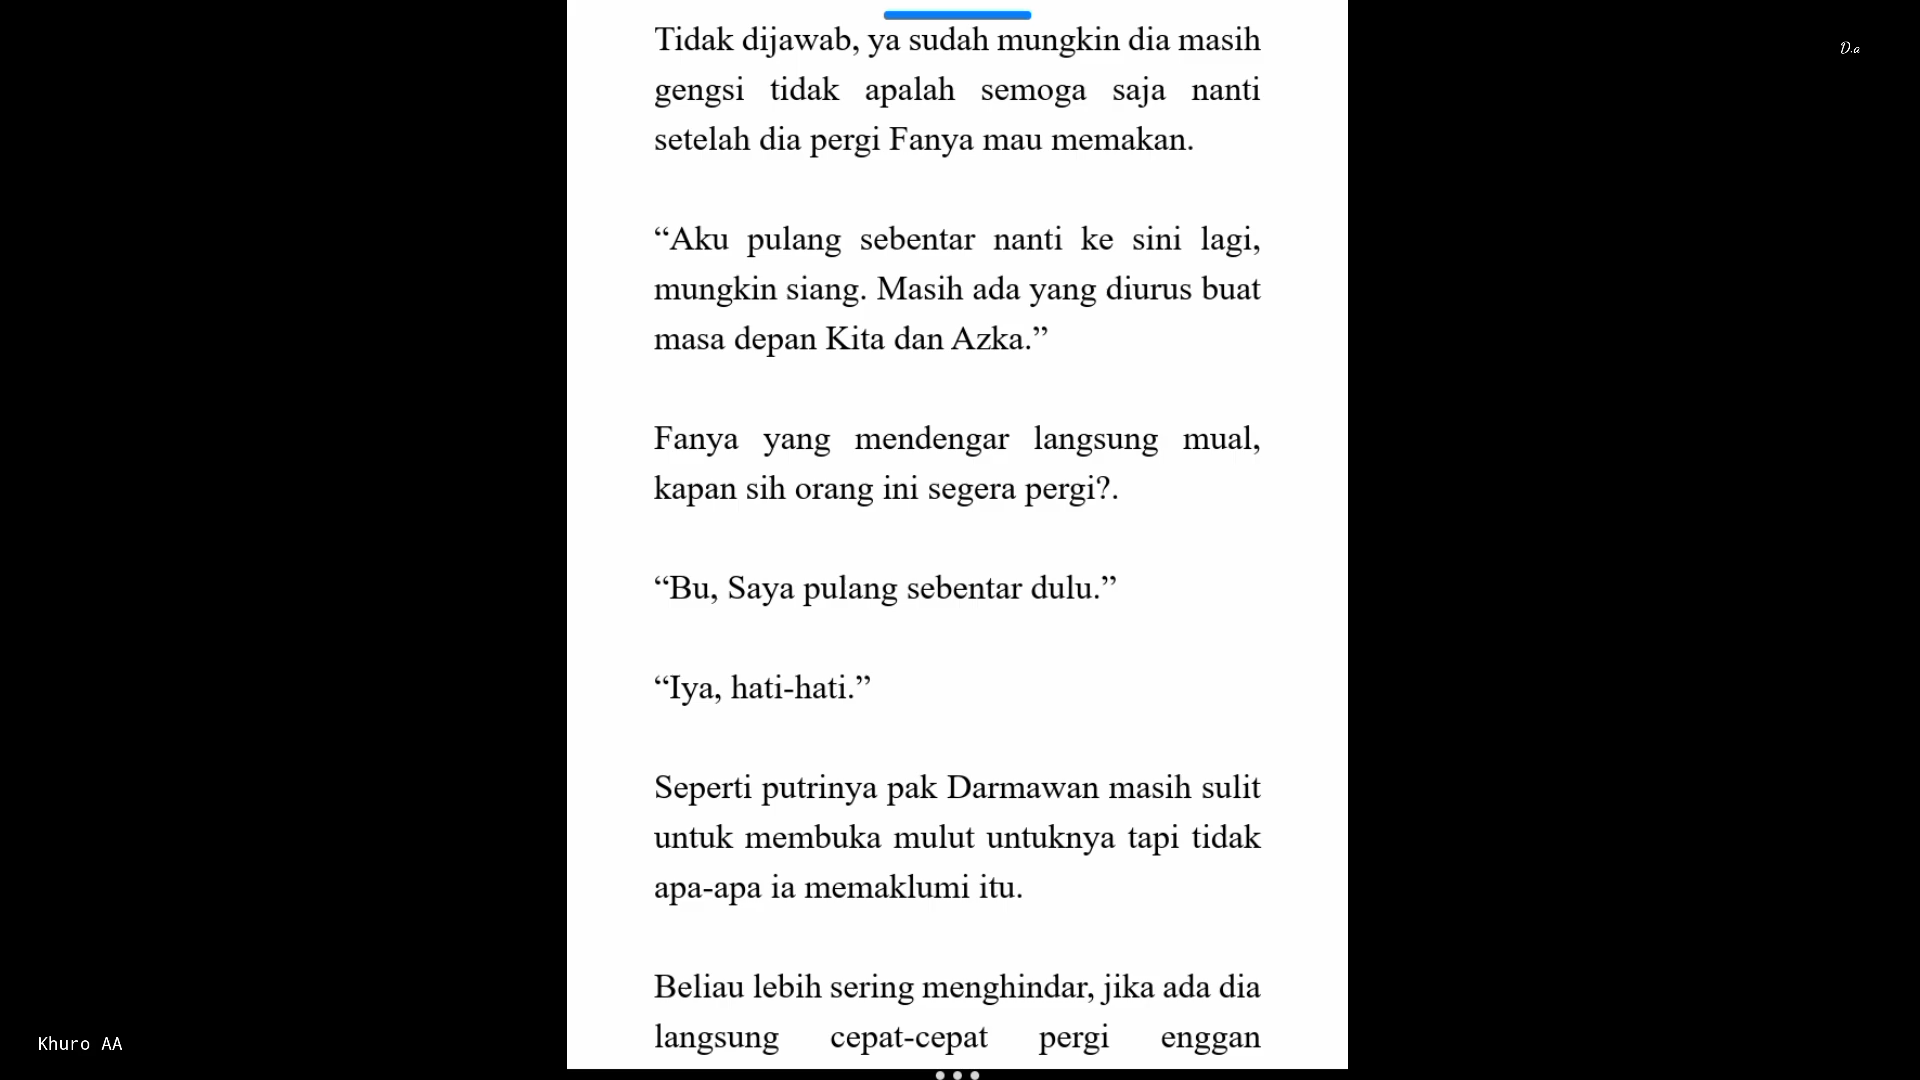 Tidak dijawab, ya sudah mungkin dia masih
gengsi tidak apalah semoga saja nanti
setelah dia pergi Fanya mau memakan.
“Aku pulang sebentar nanti ke sini lagi,
mungkin siang. Masih ada yang diurus buat
masa depan Kita dan Azka.”
Fanya yang mendengar langsung mual,
kapan sih orang ini segera pergi?.
“Bu, Saya pulang sebentar dulu.”
“Iya, hati-hati.”
Seperti putrinya pak Darmawan masih sulit
untuk membuka mulut untuknya tapi tidak
apa-apa ia memaklumi itu.
Beliau lebih sering menghindar, jika ada dia
langsung cepat-cepat pergi enggan
D.a
Khuro AA